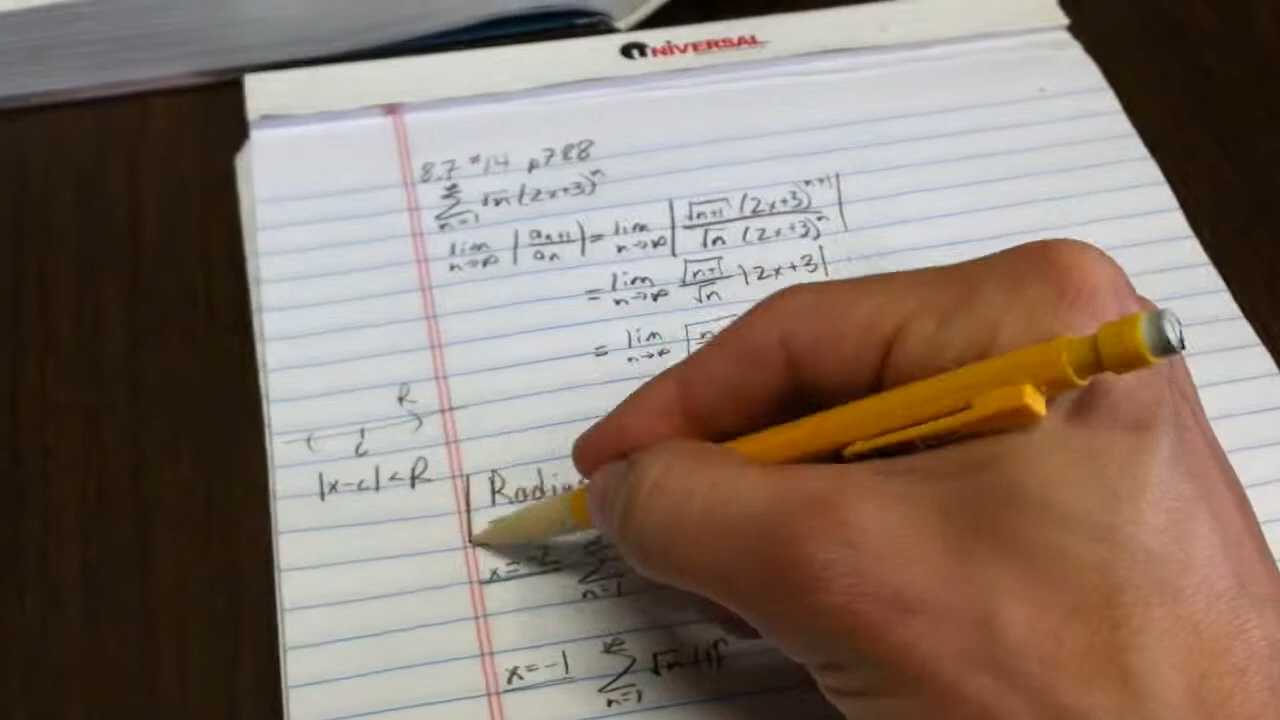 UNIVERSAL
8.7 #14 p788
∞ Σ n=1 √n (2x+3)^n
lim n→∞ |a_{n+1}/a_n| = lim n→∞ |√(n+1) (2x+3)^{n+1} / √n (2x+3)^n|
= lim n→∞ √(n+1)/√n |2x+3|
= lim n→∞
R
( c )
|x-c| < R
x=-2 Σ n=1
x=-1 ∞ Σ n=1 √n (1)^n